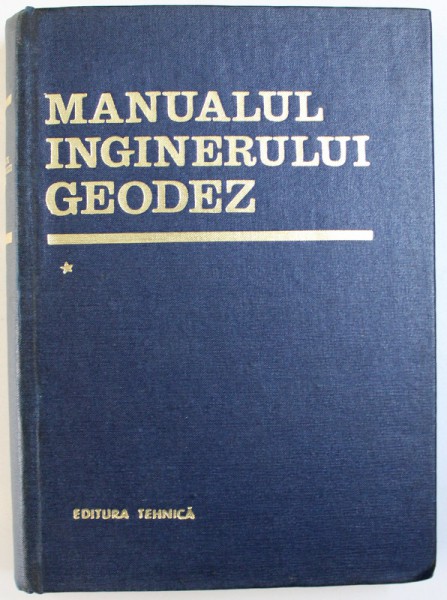 MANUALUL
INGINERULUI
GEODEZ
*
EDITURA TEHNICĂ